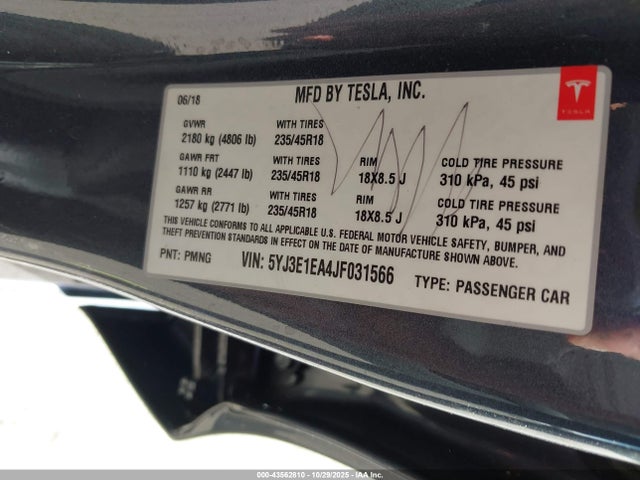 06/18
MFD BY TESLA, INC.
TESLA
GVWR
2180 kg (4806 lb)
WITH TIRES
235/45R18
GAWR FRT
1110 kg (2447 lb)
WITH TIRES
235/45R18
RIM
18X8.5 J
COLD TIRE PRESSURE
310 kPa, 45 psi
GAWR RR
1257 kg (2771 lb)
WITH TIRES
235/45R18
RIM
18X8.5 J
COLD TIRE PRESSURE
310 kPa, 45 psi
THIS VEHICLE CONFORMS TO ALL APPLICABLE U.S. FEDERAL MOTOR VEHICLE SAFETY, BUMPER, AND
THEFT PREVENTION STANDARDS IN EFFECT ON THE DATE OF MANUFACTURE SHOWN ABOVE.
PNT: PMNG
VIN: 5YJ3E1EA4JF031566
TYPE: PASSENGER CAR
000-43562610 - 10/29/2025 - IAAI Inc.